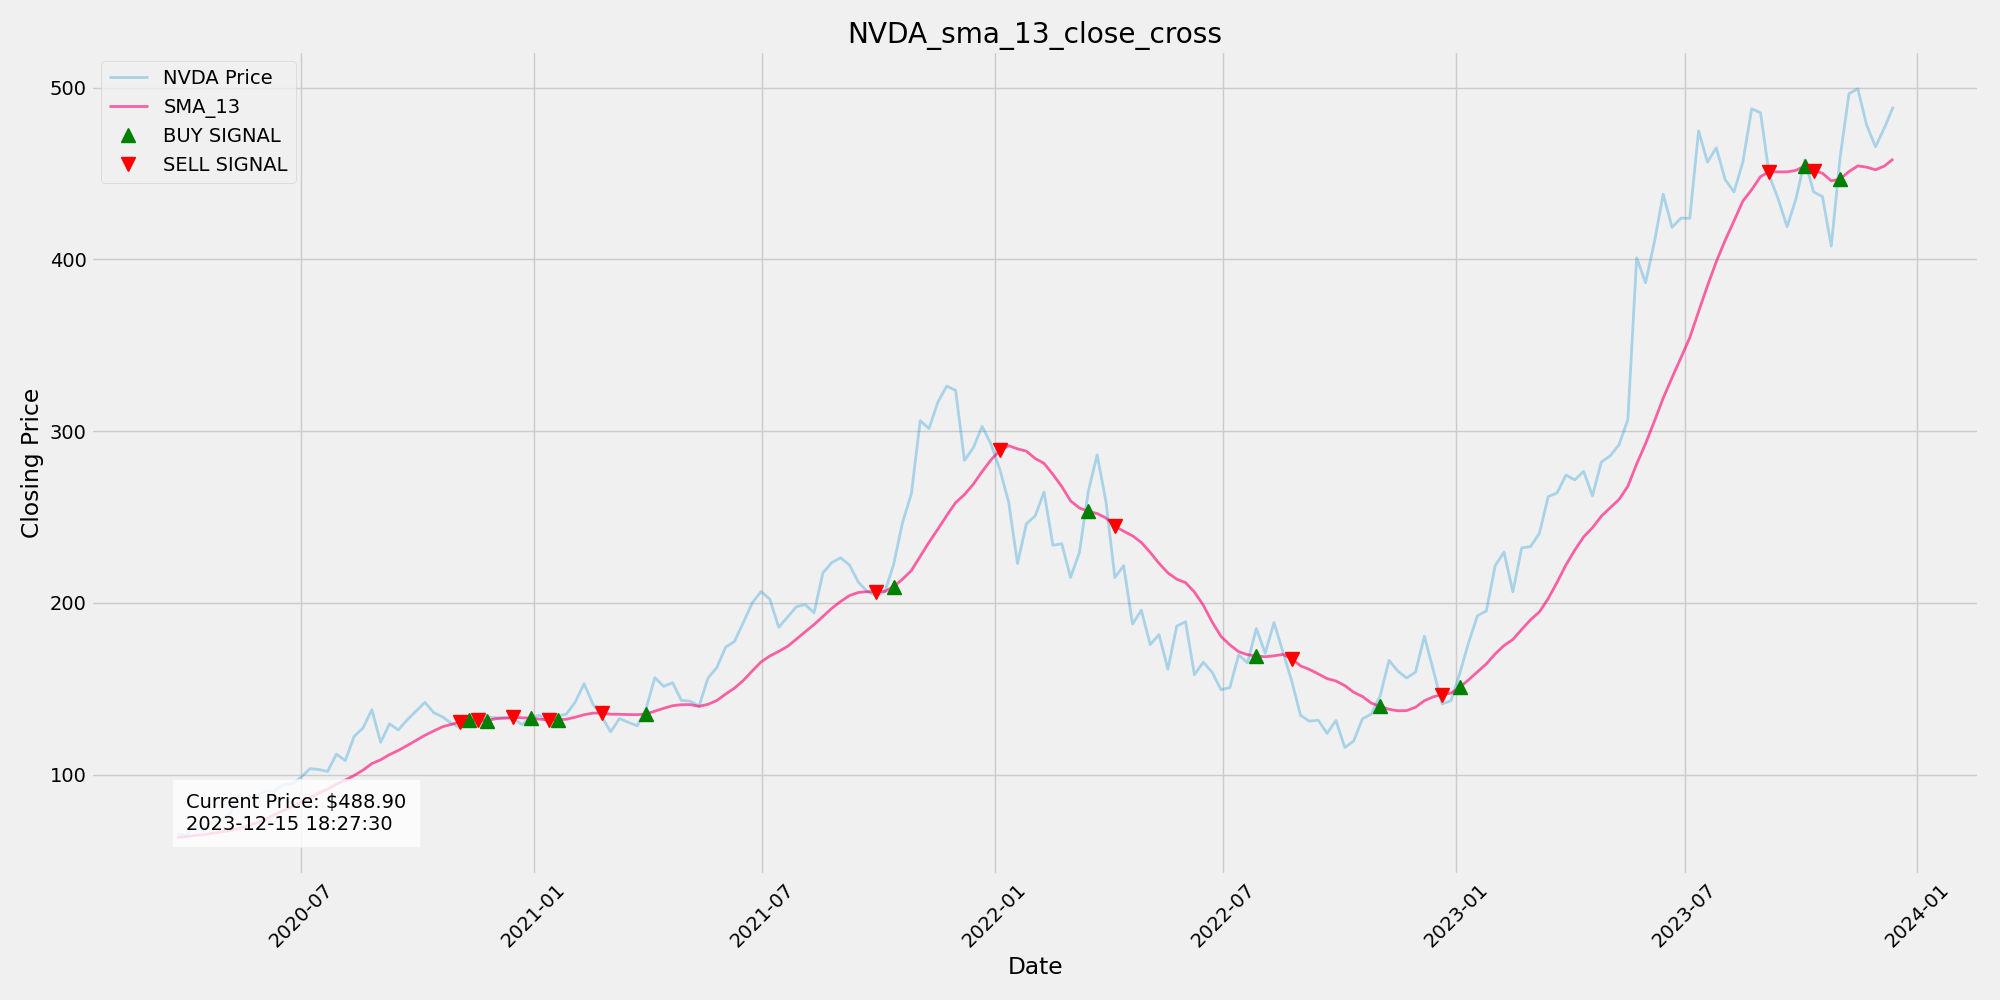 NVDA_sma_13_close_cross
NVDA Price
SMA_13
BUY SIGNAL
SELL SIGNAL
500
400
300
200
100
Closing Price
Current Price: $488.90
2023-12-15 18:27:30
2020-07
2021-01
2021-07
2022-01
2022-07
2023-01
2023-07
2024-01
Date